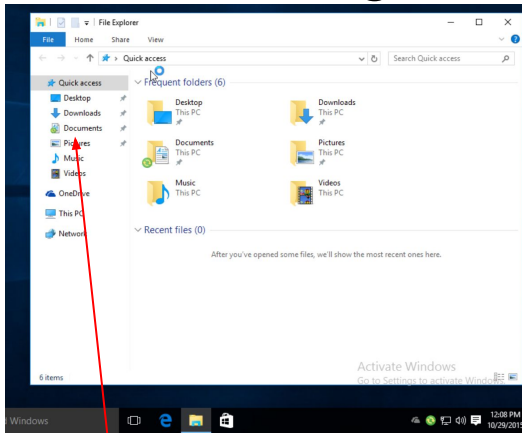 File Explorer
File Home Share View
Quick access
Search Quick access
Quick access
Desktop
Downloads
Documents
Pictures
Music
Videos
OneDrive
This PC
Network
Frequent folders (6)
Desktop
This PC
Downloads
This PC
Documents
This PC
Pictures
This PC
Music
This PC
Videos
This PC
Recent files (0)
After you've opened some files, we'll show the most recent ones here.
6 items
Activate Windows
Go to Settings to activate Windows.
Windows
12:08 PM
10/29/2015